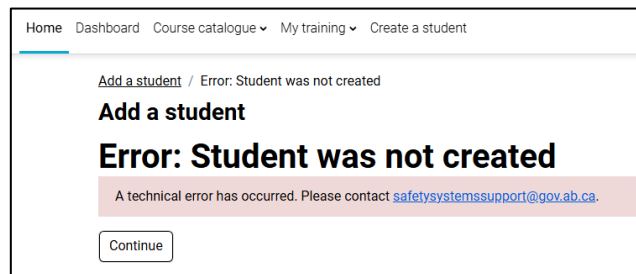 Home Dashboard Course catalogue My training Create a student
Add a student / Error: Student was not created
Add a student
Error: Student was not created
A technical error has occurred. Please contact safetysystemssupport@gov.ab.ca.
Continue